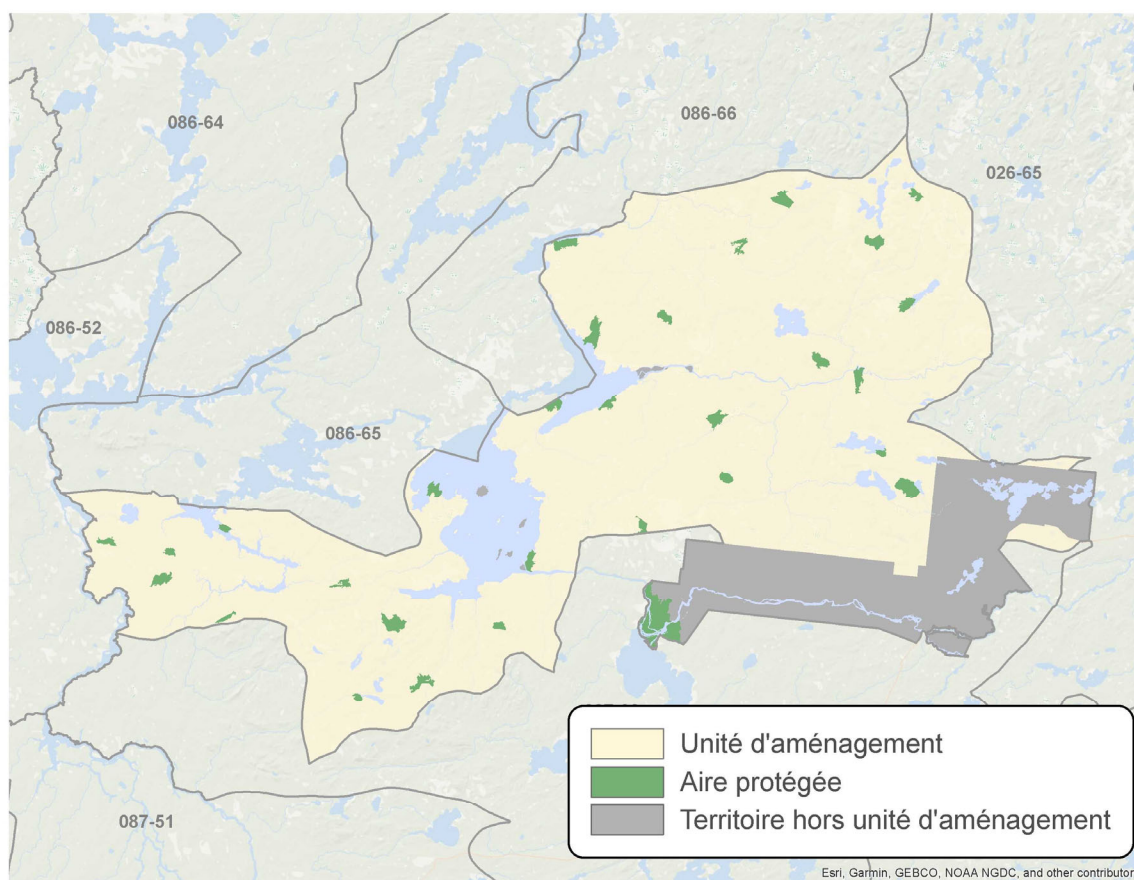 086-64
086-66
026-65
086-52
086-65
087-51
Unité d'aménagement
Aire protégée
Territoire hors unité d'aménagement
Esri, Garmin, GEBCO, NOAA NGDC, and other contributor